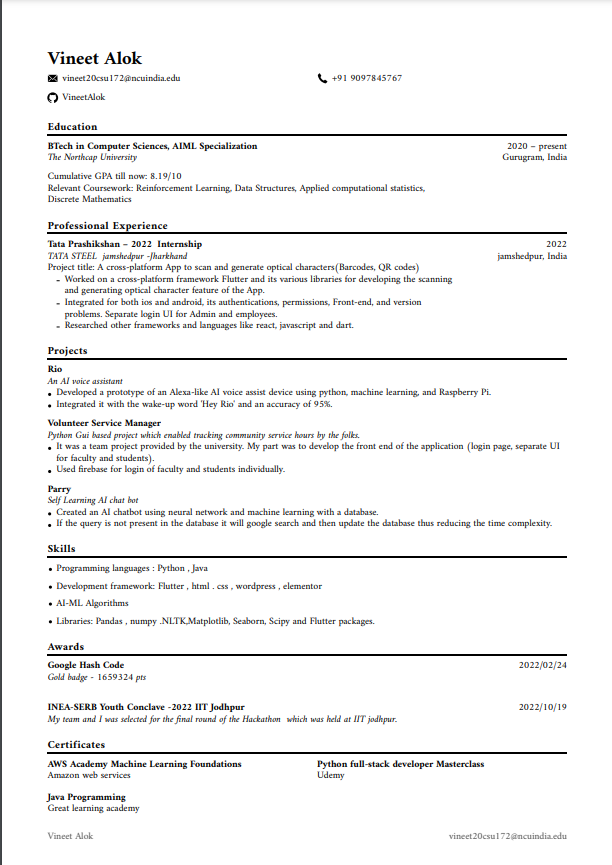 Vineet Alok
vineet20csu172@ncuindia.edu
+91 9097845767
VineetAlok
Education
BTech in Computer Sciences, AIML Specialization
2020 – present
The Northcap University
Gurugram, India
Cumulative GPA till now: 8.19/10
Relevant Coursework: Reinforcement Learning, Data Structures, Applied computational statistics,
Discrete Mathematics
Professional Experience
Tata Prashikshan – 2022 Internship
2022
TATA STEEL jamshedpur -Jharkhand
jamshedpur, India
Project title: A cross-platform App to scan and generate optical characters(Barcodes, QR codes)
- Worked on a cross-platform framework Flutter and its various libraries for developing the scanning
and generating optical character feature of the App.
- Integrated for both ios and android, its authentications, permissions, Front-end, and version
problems. Separate login UI for Admin and employees.
- Researched other frameworks and languages like react, javascript and dart.
Projects
Rio
An AI voice assistant
• Developed a prototype of an Alexa-like AI voice assist device using python, machine learning, and Raspberry Pi.
• Integrated it with the wake-up word 'Hey Rio' and an accuracy of 95%.
Volunteer Service Manager
Python Gui based project which enabled tracking community service hours by the folks.
• It was a team project provided by the university. My part was to develop the front end of the application (login page, separate UI
for faculty and students).
• Used firebase for login of faculty and students individually.
Parry
Self Learning AI chat bot
• Created an AI chatbot using neural network and machine learning with a database.
• If the query is not present in the database it will google search and then update the database thus reducing the time complexity.
Skills
• Programming languages : Python , Java
• Development framework: Flutter , html . css , wordpress , elementor
• AI-ML Algorithms
• Libraries: Pandas , numpy .NLTK,Matplotlib, Seaborn, Scipy and Flutter packages.
Awards
Google Hash Code
2022/02/24
Gold badge - 1659324 pts
INEA-SERB Youth Conclave -2022 IIT Jodhpur
2022/10/19
My team and I was selected for the final round of the Hackathon which was held at IIT jodhpur.
Certificates
AWS Academy Machine Learning Foundations
Python full-stack developer Masterclass
Amazon web services
Udemy
Java Programming
Great learning academy
Vineet Alok
vineet20csu172@ncuindia.edu